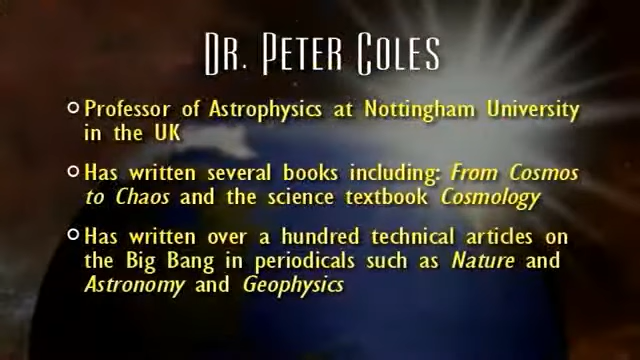 DR. PETER COLES
Professor of Astrophysics at Nottingham University
in the UK
Has written several books including: From Cosmos
to Chaos and the science textbook Cosmology
Has written over a hundred technical articles on
the Big Bang in periodicals such as Nature and
Astronomy and Geophysics